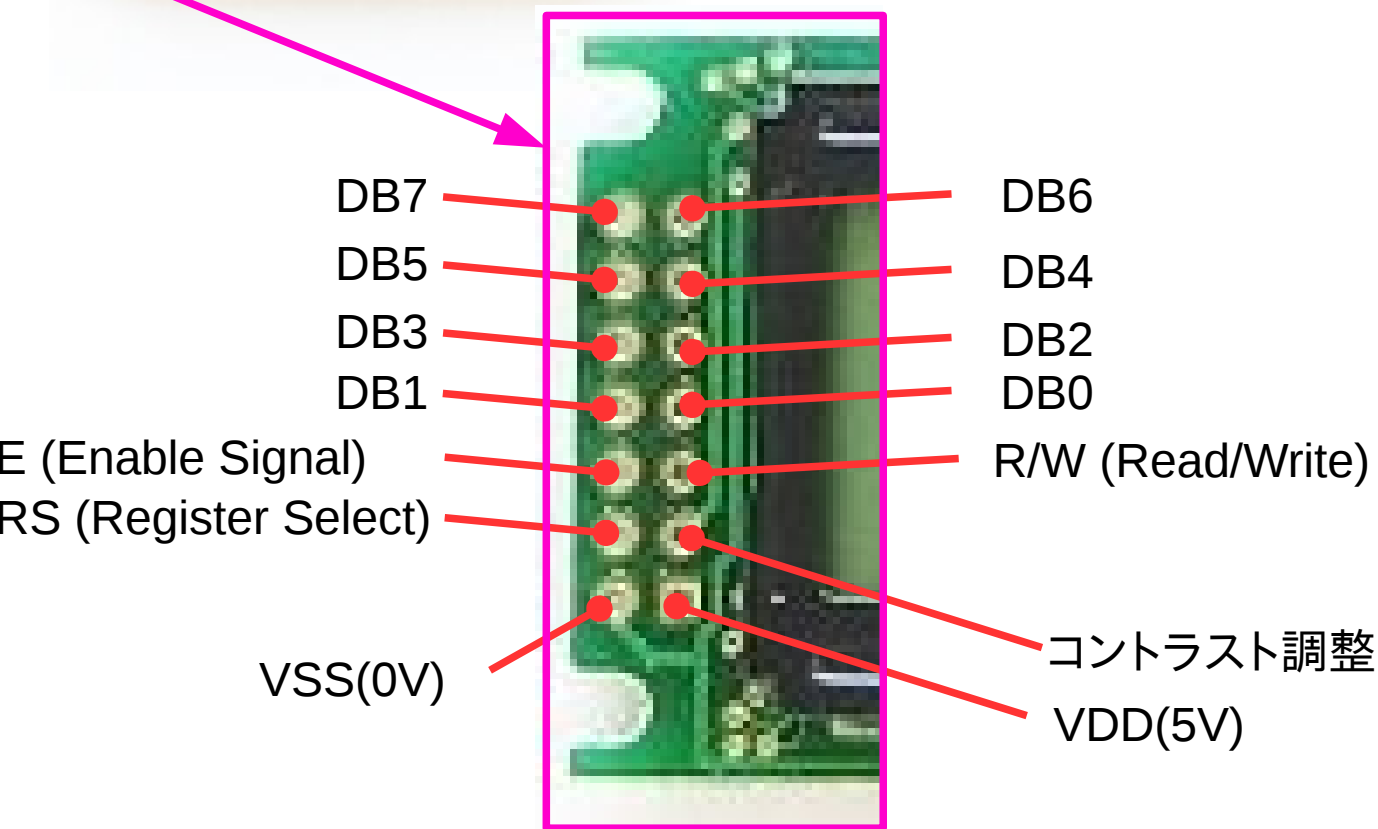 DB7
DB6
DB5
DB4
DB3
DB2
DB1
DB0
E (Enable Signal)
R/W (Read/Write)
RS (Register Select)
コントラスト調整
VSS(0V)
VDD(5V)